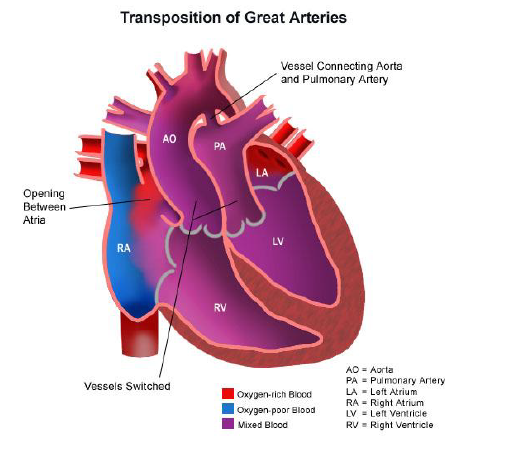 Transposition of Great Arteries
Vessel Connecting Aorta
and Pulmonary Artery
AO
PA
LA
Opening
Between
Atria
RA
LV
RV
Vessels Switched
Oxygen-rich Blood
Oxygen-poor Blood
Mixed Blood
AO = Aorta
PA = Pulmonary Artery
LA = Left Atrium
RA = Right Atrium
LV = Left Ventricle
RV = Right Ventricle